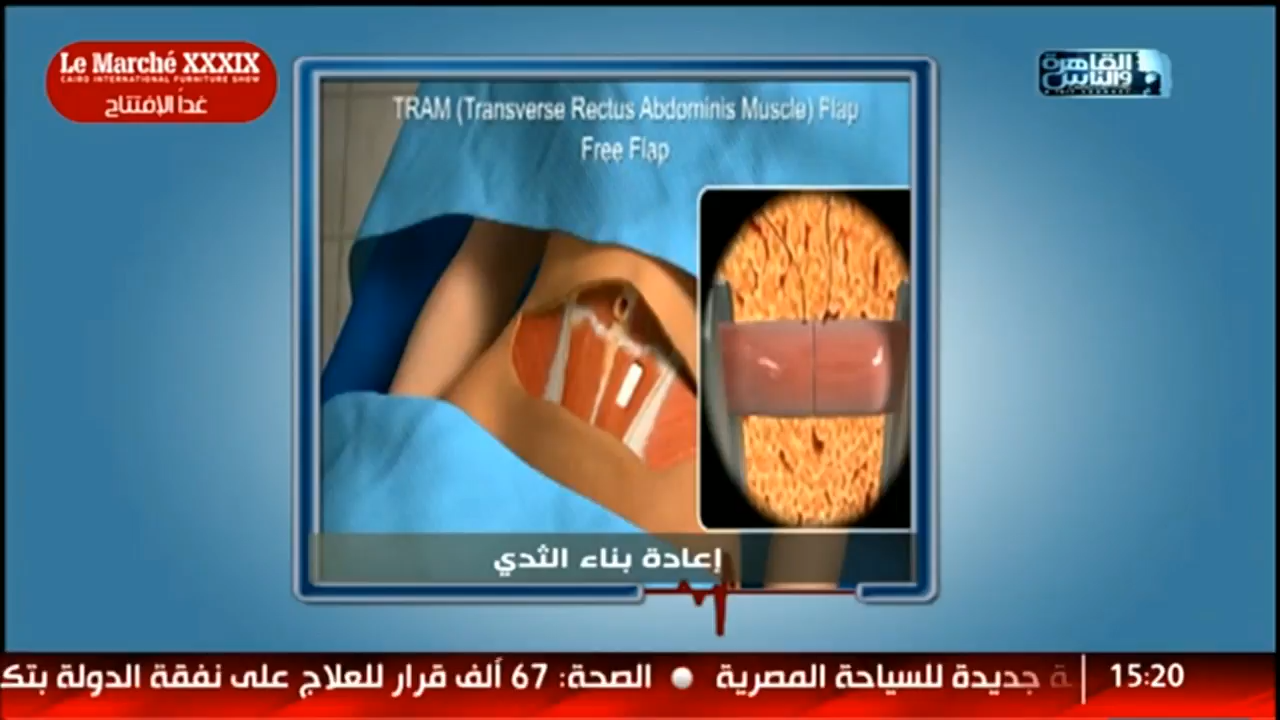 Le Marché XXXIX
CAIRO INTERNATIONAL FURNITURE SHOW
غداً الإفتتاح
القاهرة
والناس
TRAM (Transverse Rectus Abdominis Muscle) Flap
Free Flap
إعادة بناء الثدي
15:20
جديدة للسياحة المصرية ● الصحة: 67 ألف قرار للعلاج على نفقة الدولة بتك